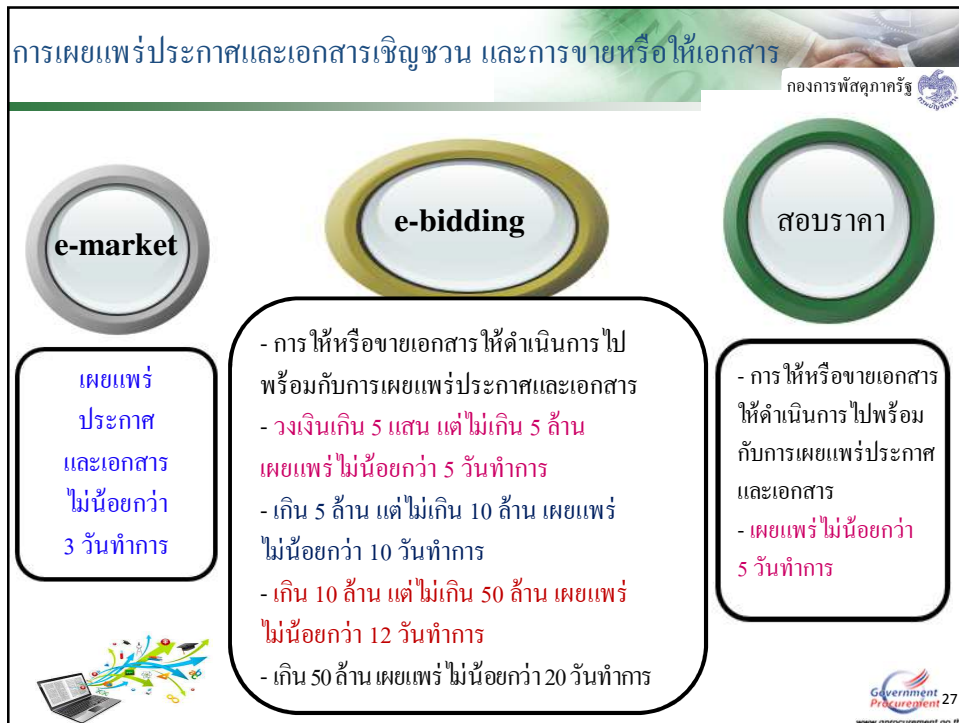 การเผยแพร่ประกาศและเอกสารเชิญชวน และการขายหรือให้เอกสาร
กองการพัสดุภาครัฐ
กรมบัญชีกลาง
e-market
e-bidding
สอบราคา
เผยแพร่
ประกาศ
และเอกสาร
ไม่น้อยกว่า
3 วันทำการ
- การให้หรือขายเอกสารให้ดำเนินการไป
พร้อมกับการเผยแพร่ประกาศและเอกสาร
- วงเงินเกิน 5 แสน แต่ไม่เกิน 5 ล้าน
เผยแพร่ไม่น้อยกว่า 5 วันทำการ
- เกิน 5 ล้าน แต่ไม่เกิน 10 ล้าน เผยแพร่
ไม่น้อยกว่า 10 วันทำการ
- เกิน 10 ล้าน แต่ไม่เกิน 50 ล้าน เผยแพร่
ไม่น้อยกว่า 12 วันทำการ
- เกิน 50 ล้าน เผยแพร่ ไม่น้อยกว่า 20 วันทำการ
- การให้หรือขายเอกสาร
ให้ดำเนินการไปพร้อม
กับการเผยแพร่ประกาศ
และเอกสาร
- เผยแพร่ไม่น้อยกว่า
5 วันทำการ
Government
Procurement
27
www.gprocurement.go.th